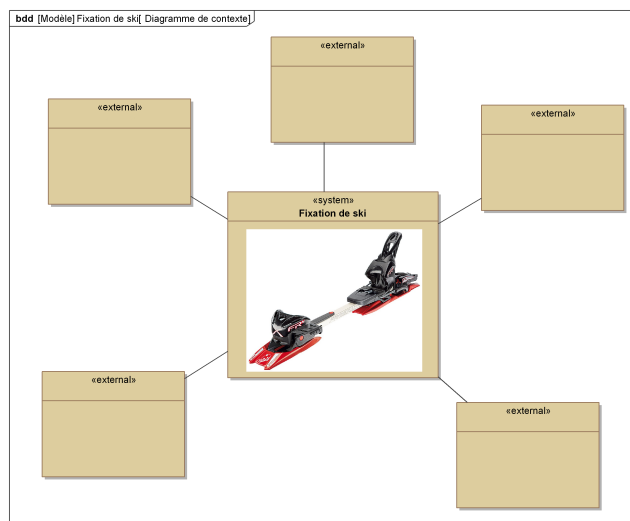 bdd [Modèle] Fixation de ski[ Diagramme de contexte]
«external»
«external»
«external»
«system»
Fixation de ski
«external»
«external»